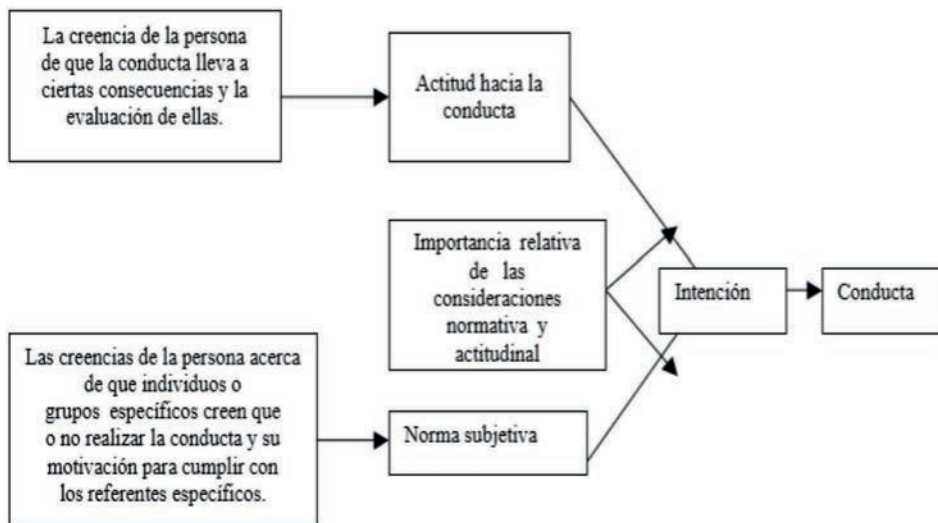 La creencia de la persona
de que la conducta lleva a
ciertas consecuencias y la
evaluación de ellas.
Actitud hacia la
conducta
Importancia relativa
de las
consideraciones
normativa y
actitudinal
Intención
Conducta
Las creencias de la persona acerca
de que individuos o
grupos específicos creen que
o no realizar la conducta y su
motivación para cumplir con
los referentes específicos.
Norma subjetiva